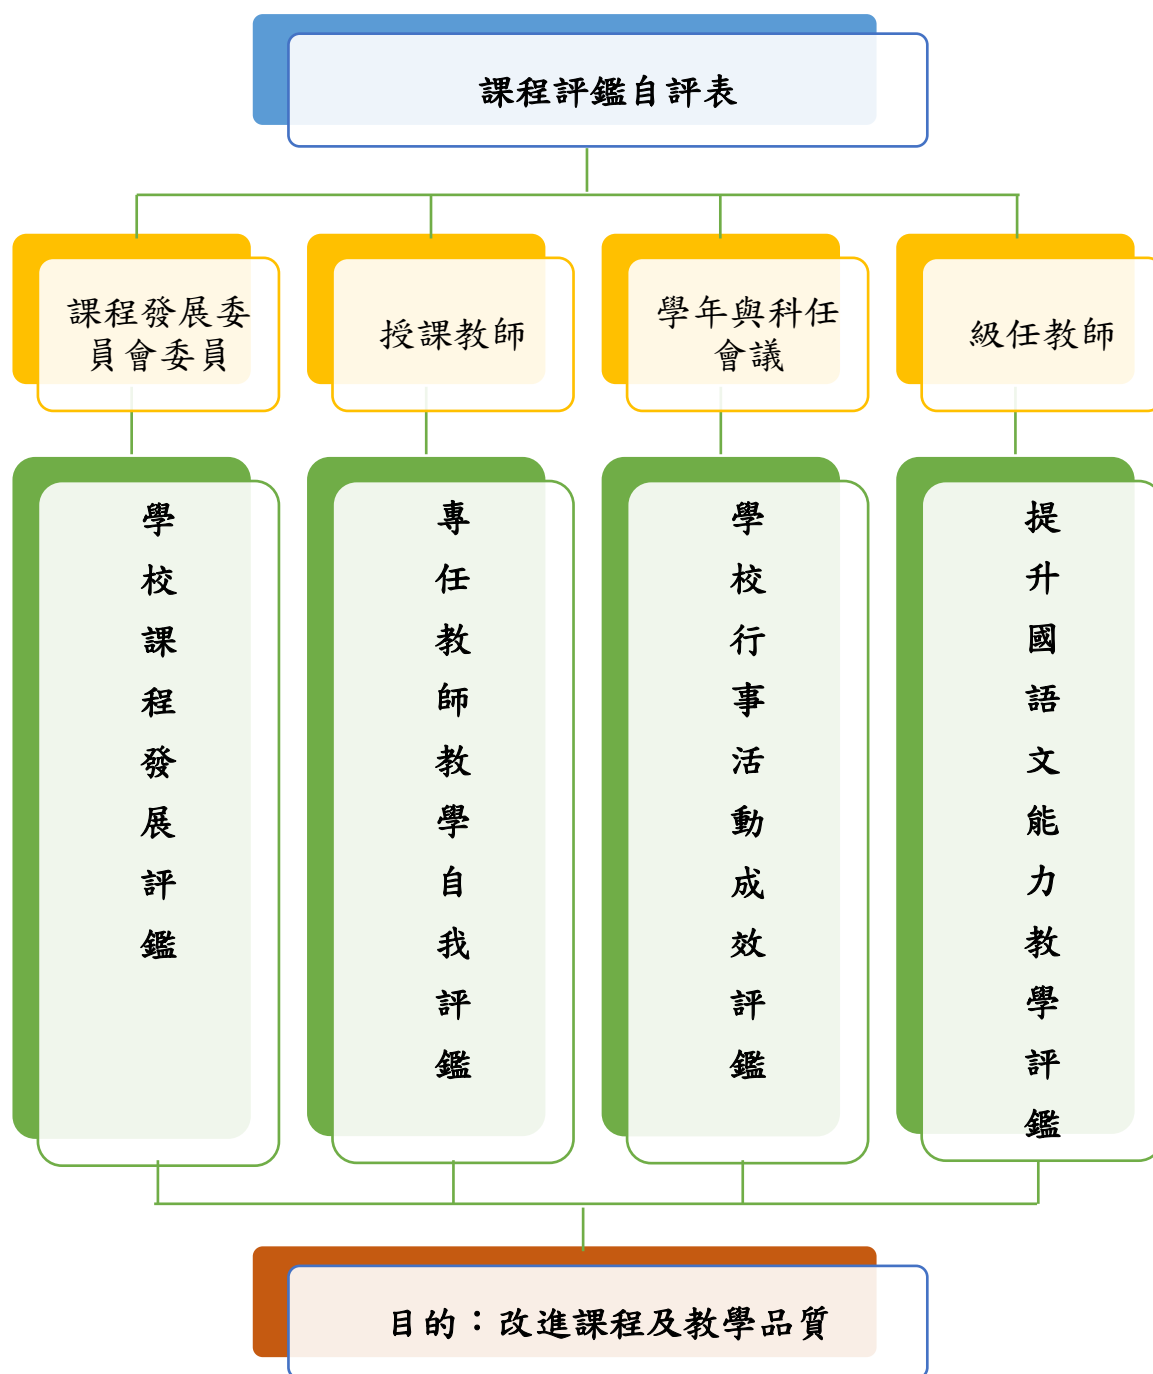 課程評鑑自評表
課程發展委
員會委員
授課教師
學年與科任
會議
級任教師
學校課程發展評鑑
專任教師教學自我評鑑
學校行事活動成效評鑑
提升國語文能力教學評鑑
目的：改進課程及教學品質